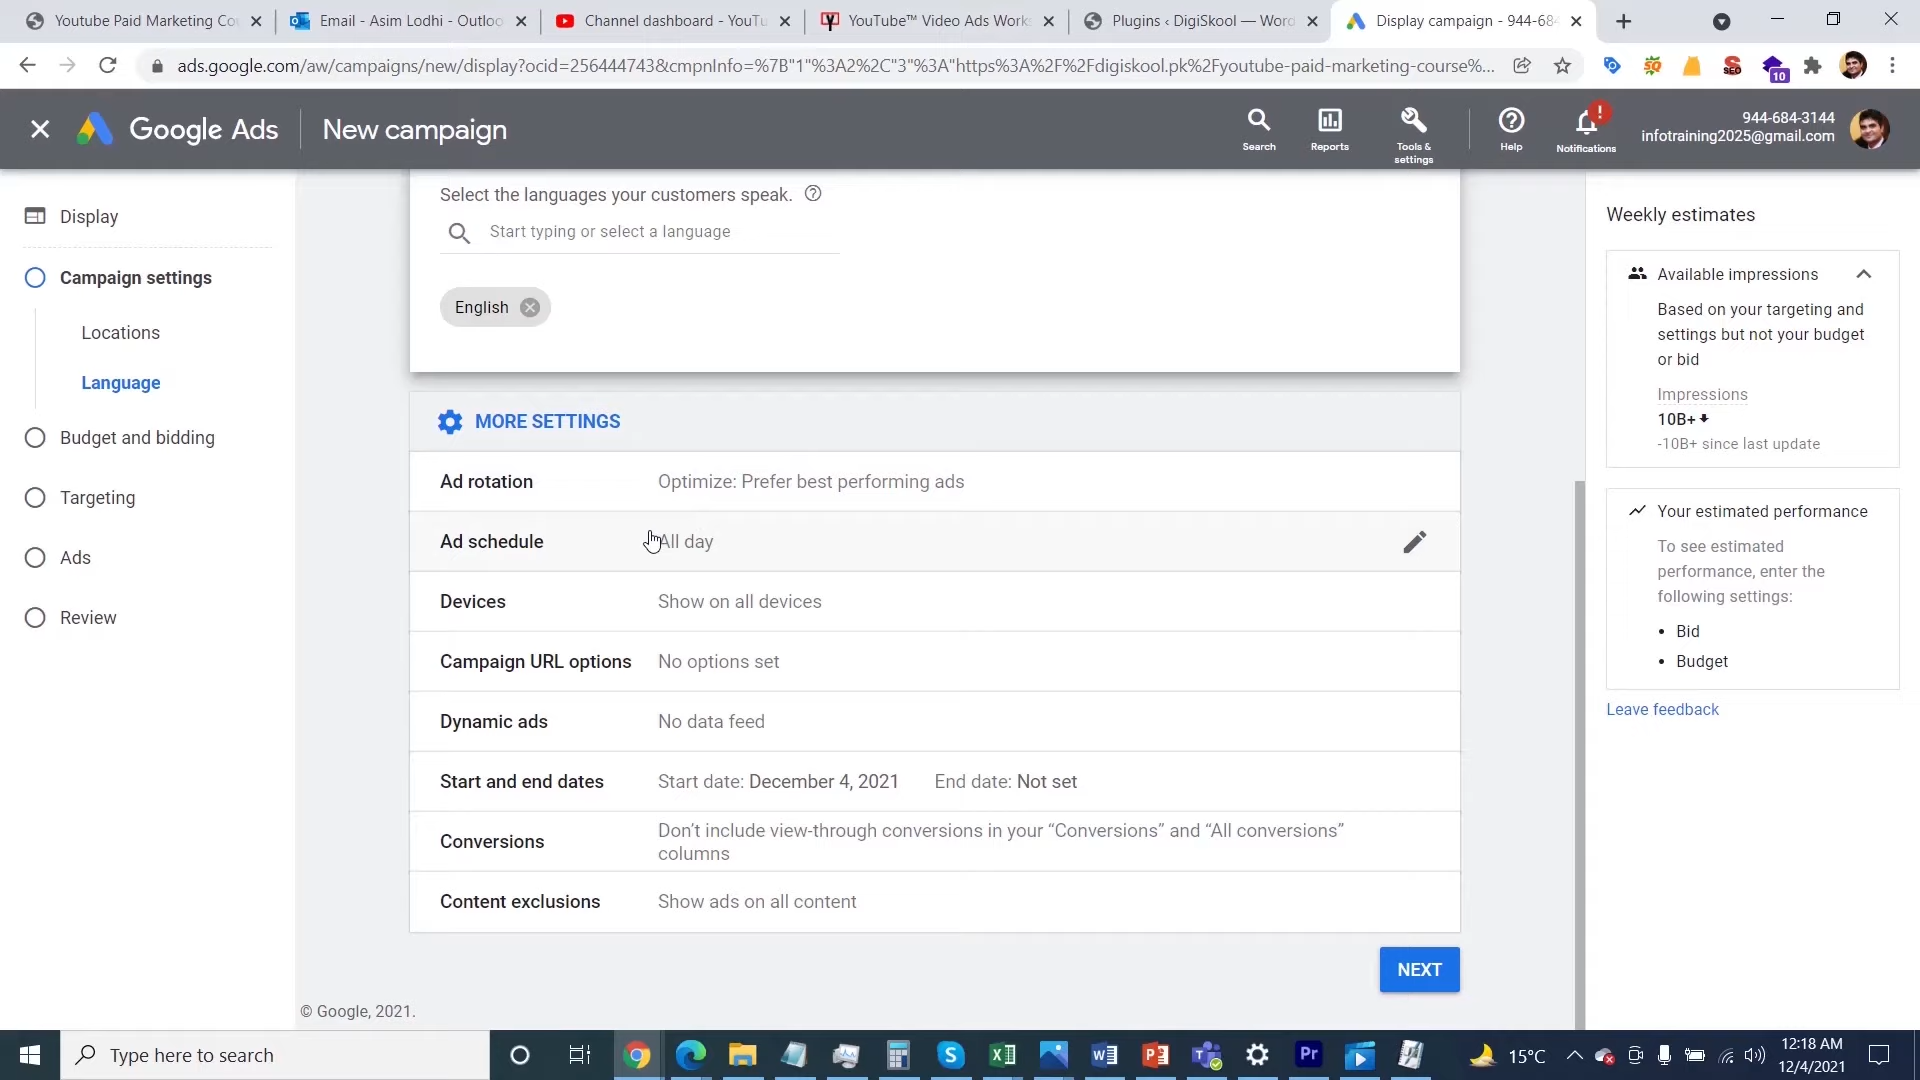 Youtube Paid Marketing Co
Email - Asim Lodhi - Outloo
Channel dashboard - YouTu
YouTube™ Video Ads Works
Plugins ‹ DigiSkool — Word
Display campaign - 944-684
ads.google.com/aw/campaigns/new/display?ocid=256444743&cmpnInfo=%7B"1"%3A2%2C"3"%3A"https%3A%2F%2Fdigiskool.pk%2Fyoutube-paid-marketing-course%...
SEO
10
Google Ads
New campaign
Search
Reports
Tools &
settings
Help
!
Notifications
944-684-3144
infotraining2025@gmail.com
Display
Campaign settings
Locations
Language
Budget and bidding
Targeting
Ads
Review
Select the languages your customers speak.
Start typing or select a language
English
MORE SETTINGS
Ad rotation Optimize: Prefer best performing ads
Ad schedule All day
Devices Show on all devices
Campaign URL options No options set
Dynamic ads No data feed
Start and end dates Start date: December 4, 2021 End date: Not set
Conversions Don’t include view-through conversions in your “Conversions” and “All conversions”
columns
Content exclusions Show ads on all content
NEXT
© Google, 2021.
Weekly estimates
Available impressions
Based on your targeting and
settings but not your budget
or bid
Impressions
10B+
-10B+ since last update
Your estimated performance
To see estimated
performance, enter the
following settings:
• Bid
• Budget
Leave feedback
Type here to search
15°C
12:18 AM
12/4/2021